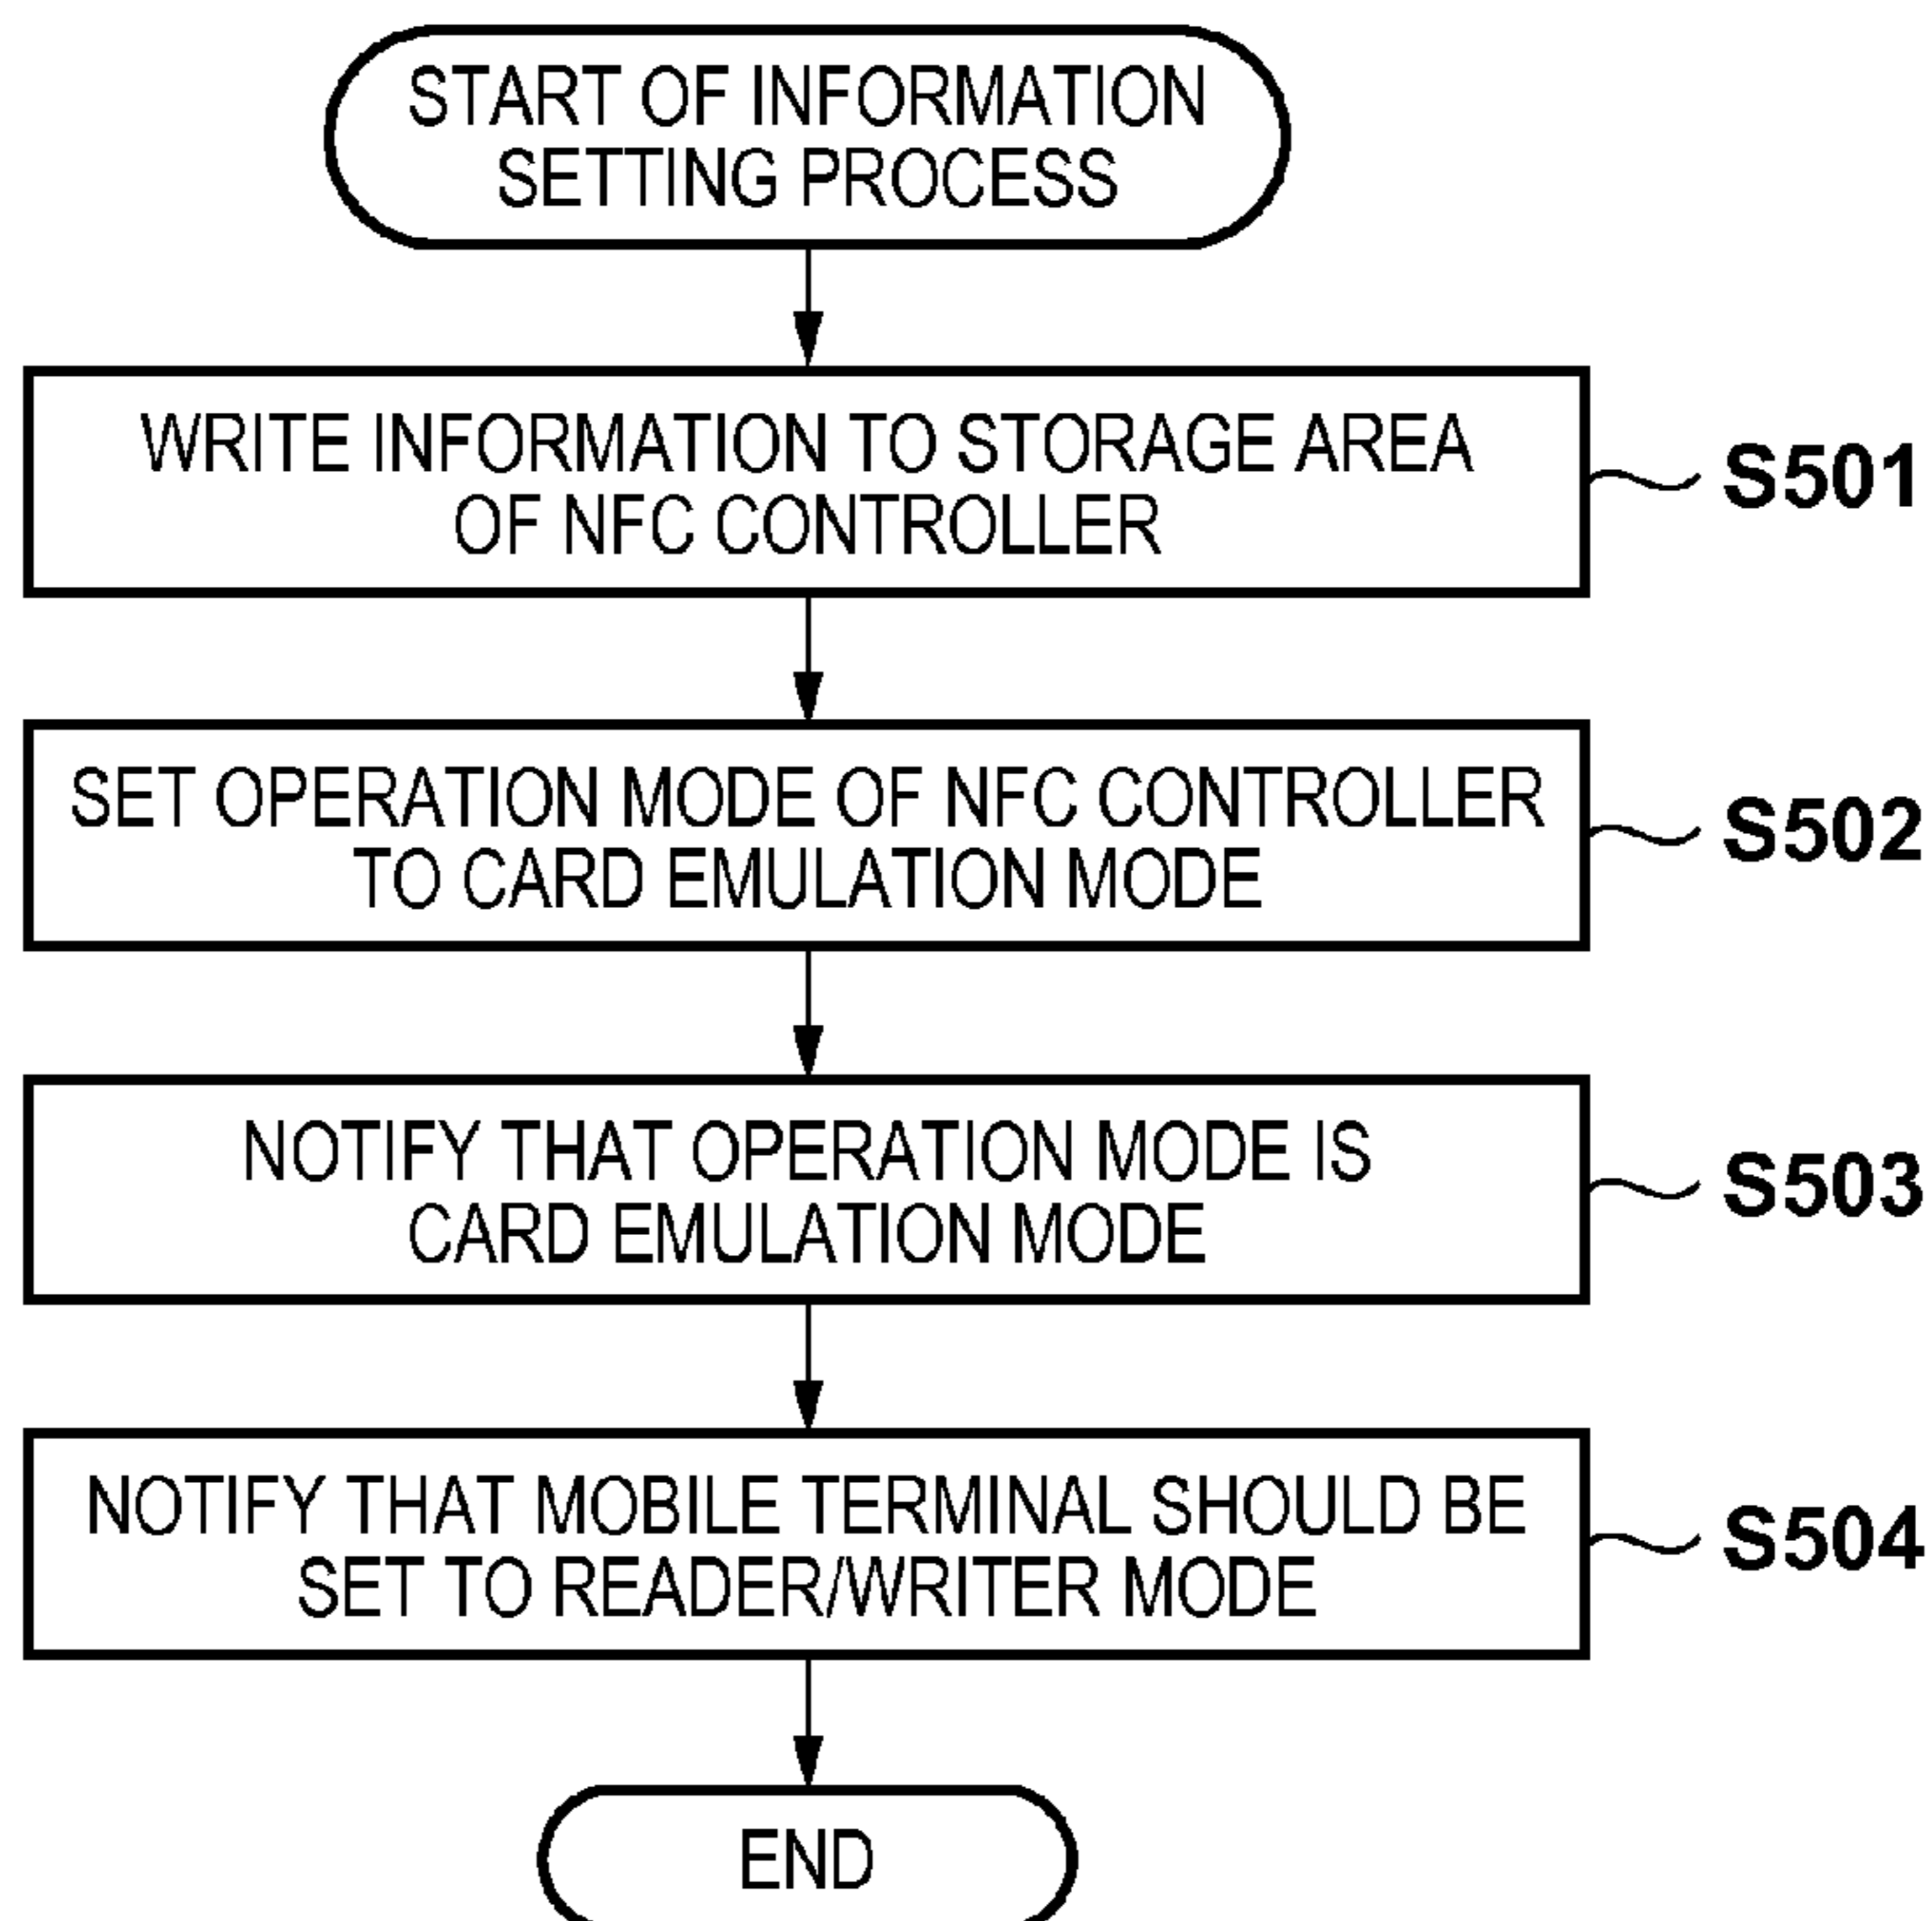 START OF INFORMATION
SETTING PROCESS
WRITE INFORMATION TO STORAGE AREA
OF NFC CONTROLLER
S501
SET OPERATION MODE OF NFC CONTROLLER
TO CARD EMULATION MODE
S502
NOTIFY THAT OPERATION MODE IS
CARD EMULATION MODE
S503
NOTIFY THAT MOBILE TERMINAL SHOULD BE
SET TO READER/WRITER MODE
S504
END